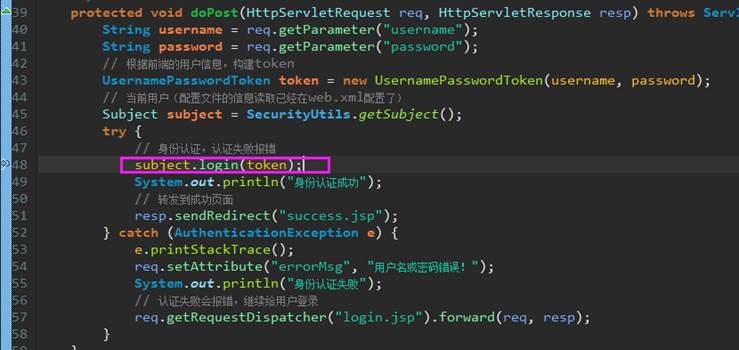 39 protected void doPost(HttpServletRequest req, HttpServletResponse resp) throws Serv
40 String username = req.getParameter("username");
41 String password = req.getParameter("password");
42 // 根据前端的用户信息，构建token
43 UsernamePasswordToken token = new UsernamePasswordToken(username, password);
44 // 当前用户（配置文件的信息读取已经在web.xml配置了）
45 Subject subject = SecurityUtils.getSubject();
46 try {
47 // 身份认证，认证失败报错
48 subject.login(token);
49 System.out.println("身份认证成功");
50 // 转发到成功页面
51 resp.sendRedirect("success.jsp");
52 } catch (AuthenticationException e) {
53 e.printStackTrace();
54 req.setAttribute("errorMsg", "用户名或密码错误！");
55 System.out.println("身份认证失败");
56 // 认证失败会报错，继续给用户登录
57 req.getRequestDispatcher("login.jsp").forward(req, resp);
58 }